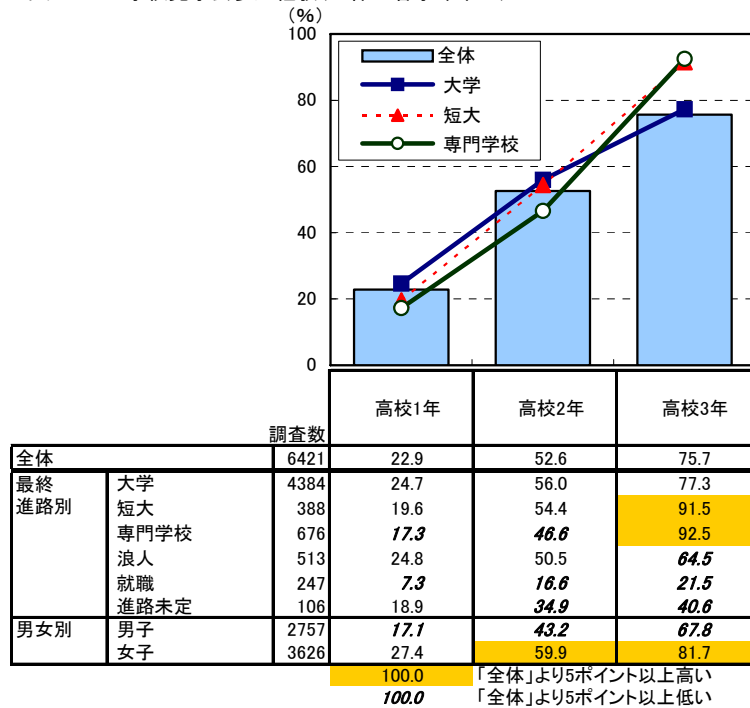 (%)
100
80
60
40
20
0
全体
大学
短大
専門学校
高校1年 高校2年 高校3年
調査数
全体 6421 22.9 52.6 75.7
最終 大学 4384 24.7 56.0 77.3
進路別 短大 388 19.6 54.4 91.5
専門学校 676 17.3 46.6 92.5
浪人 513 24.8 50.5 64.5
就職 247 7.3 16.6 21.5
進路未定 106 18.9 34.9 40.6
男女別 男子 2757 17.1 43.2 67.8
女子 3626 27.4 59.9 81.7
100.0 「全体」より5ポイント以上高い
100.0 「全体」より5ポイント以上低い